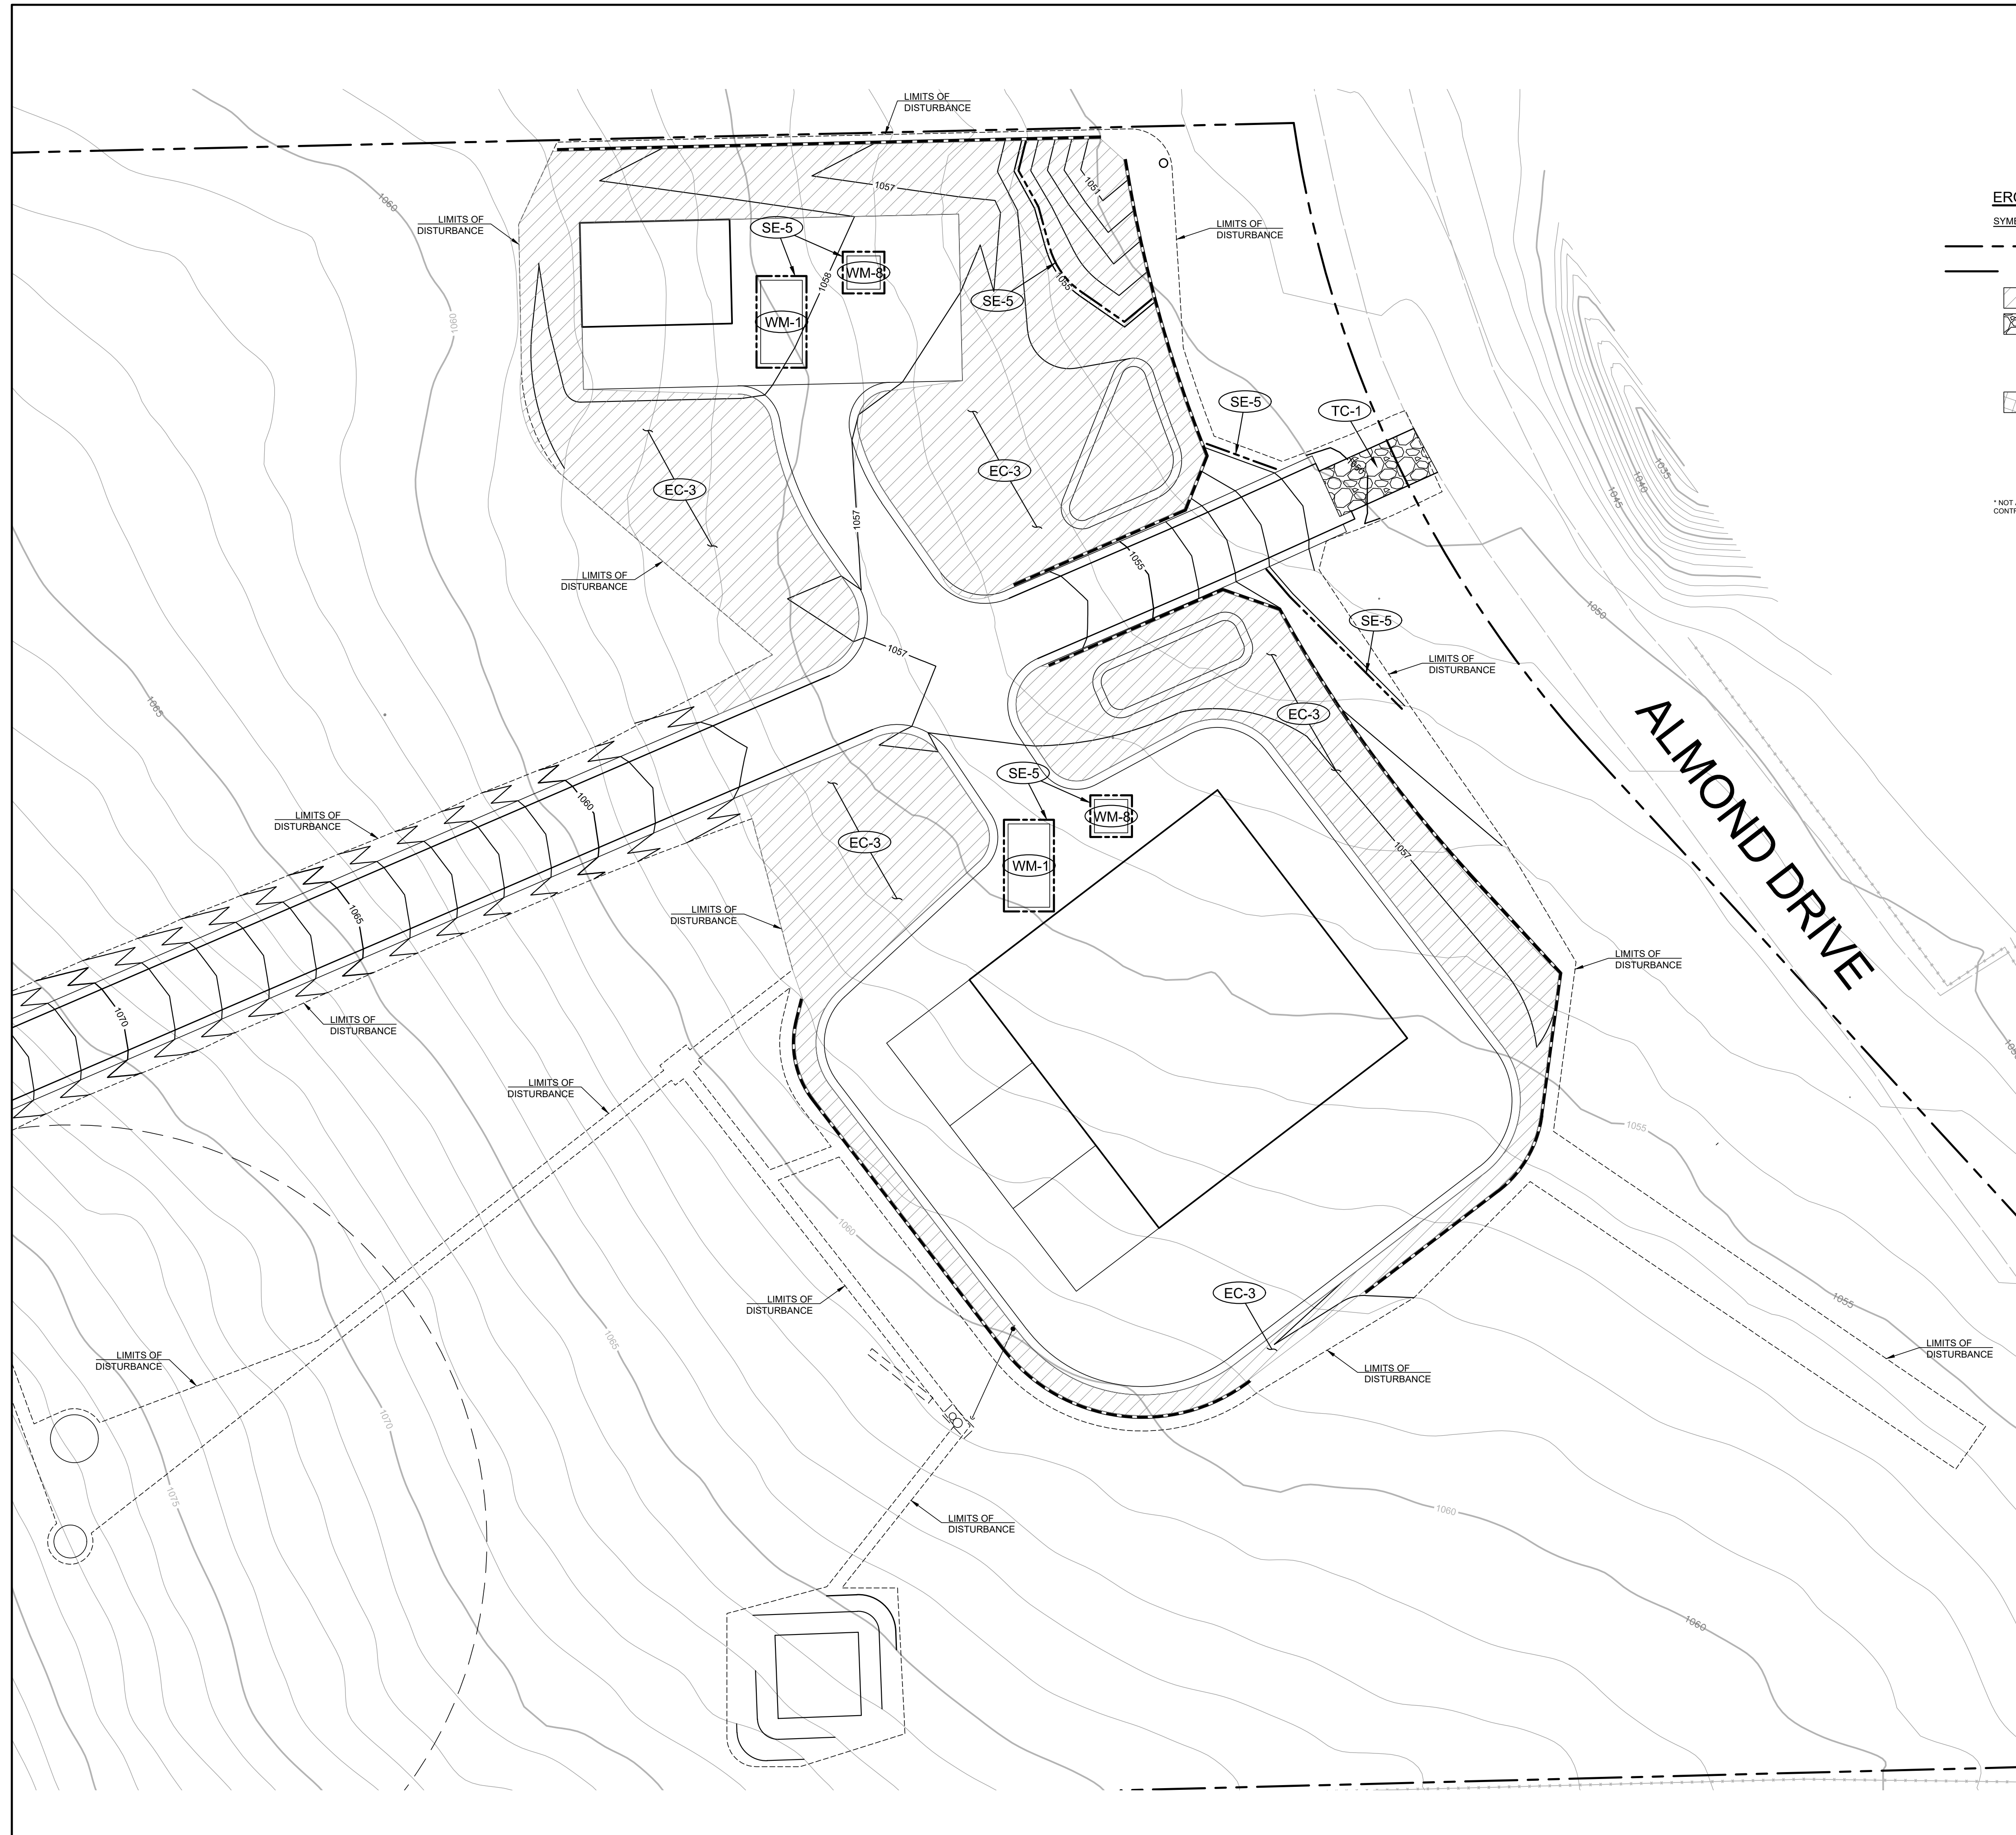 LIMITS OF
DISTURBANCE
1060
LIMITS OF
DISTURBANCE
1057
1051
LIMITS OF
DISTURBANCE
SE-5
WM-8
1058
SE-5
1055
WM-1
1060
SE-5
TC-1
1050
EC-3
EC-3
1057
1055
1035
1040
1045
LIMITS OF
DISTURBANCE
1050
SE-5
1057
LIMITS OF
DISTURBANCE
1065
EC-3
SE-5
WM-8
WM-1
LIMITS OF
DISTURBANCE
1060
EC-3
1057
ALMOND DRIVE
1065
LIMITS OF
DISTURBANCE
LIMITS OF
DISTURBANCE
1070
LIMITS OF
DISTURBANCE
LIMITS OF
DISTURBANCE
1055
1060
LIMITS OF
DISTURBANCE
EC-3
1055
1065
LIMITS OF
DISTURBANCE
LIMITS OF
DISTURBANCE
LIMITS OF
DISTURBANCE
1070
1075
LIMITS OF
DISTURBANCE
1060
1060
* NOT